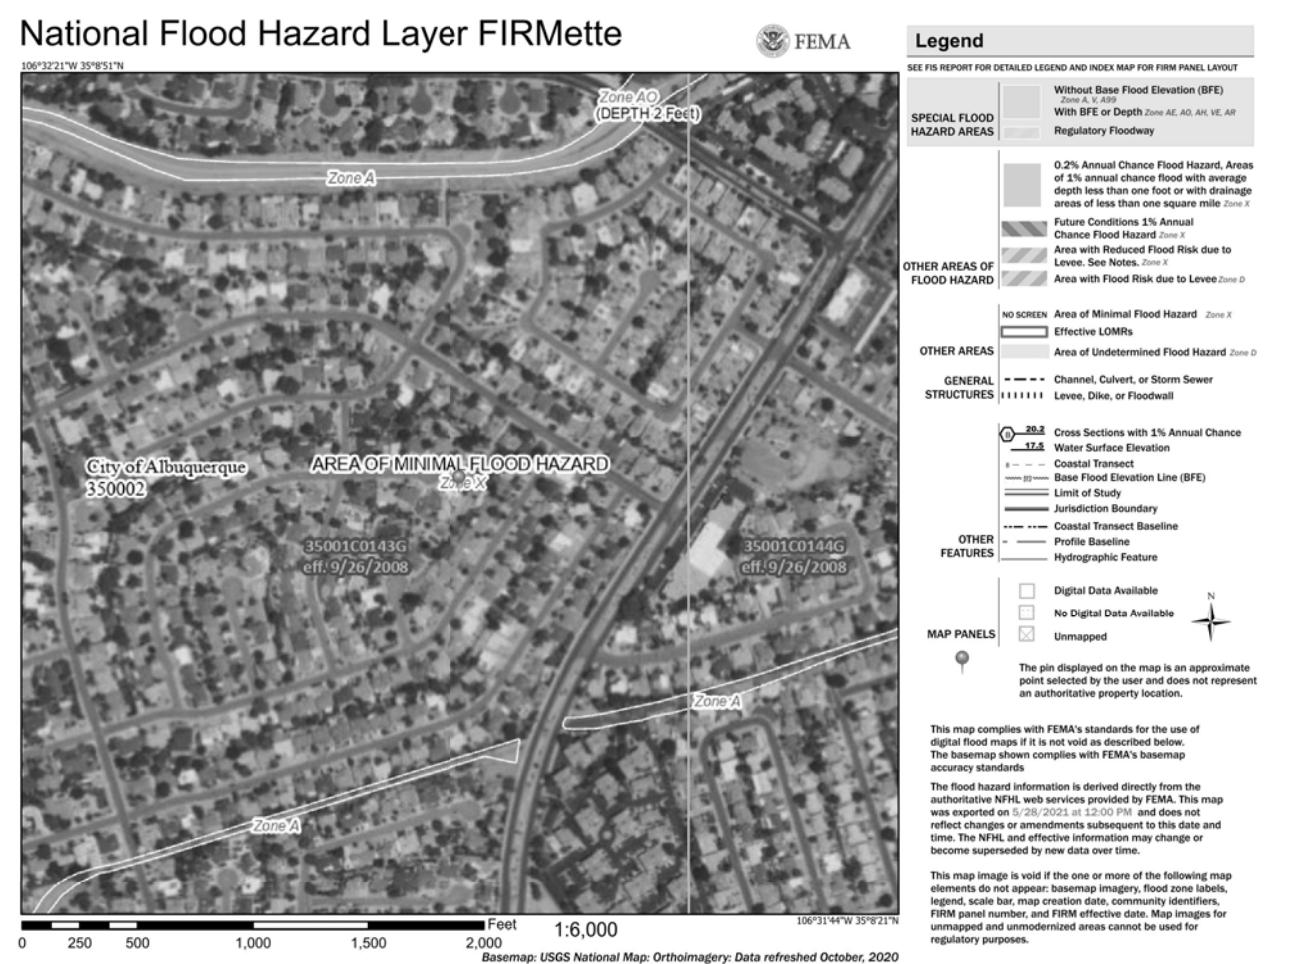 National Flood Hazard Layer FIRMette
FEMA
106°32'21"W 35°8'51"N
Zone AO
(DEPTH 2 Feet)
Zone A
City of Albuquerque
350002
AREA OF MINIMAL FLOOD HAZARD
Zone X
35001C0143G
eff. 9/26/2008
35001C0144G
eff. 9/26/2008
Zone A
Zone A
106°31'44"W 35°8'21"N
Feet
0 250 500 1,000 1,500 2,000
1:6,000
Basemap: USGS National Map: Orthoimagery: Data refreshed October, 2020
Legend
SEE FIS REPORT FOR DETAILED LEGEND AND INDEX MAP FOR FIRM PANEL LAYOUT
SPECIAL FLOOD
HAZARD AREAS
Without Base Flood Elevation (BFE)
Zone A, V, A99
With BFE or Depth Zone AE, AO, AH, VE, AR
Regulatory Floodway
0.2% Annual Chance Flood Hazard, Areas
of 1% annual chance flood with average
depth less than one foot or with drainage
areas of less than one square mile Zone X
Future Conditions 1% Annual
Chance Flood Hazard Zone X
Area with Reduced Flood Risk due to
Levee. See Notes. Zone X
Area with Flood Risk due to Levee Zone D
OTHER AREAS OF
FLOOD HAZARD
NO SCREEN Area of Minimal Flood Hazard Zone X
Effective LOMRs
OTHER AREAS
Area of Undetermined Flood Hazard Zone D
GENERAL
STRUCTURES
Channel, Culvert, or Storm Sewer
Levee, Dike, or Floodwall
B 20.2 Cross Sections with 1% Annual Chance
17.5 Water Surface Elevation
8 Coastal Transect
513 Base Flood Elevation Line (BFE)
Limit of Study
Jurisdiction Boundary
Coastal Transect Baseline
OTHER
FEATURES
Profile Baseline
Hydrographic Feature
Digital Data Available
No Digital Data Available
Unmapped
MAP PANELS
N
The pin displayed on the map is an approximate
point selected by the user and does not represent
an authoritative property location.
This map complies with FEMA's standards for the use of
digital flood maps if it is not void as described below.
The basemap shown complies with FEMA's basemap
accuracy standards
The flood hazard information is derived directly from the
authoritative NFHL web services provided by FEMA. This map
was exported on 5/28/2021 at 12:00 PM and does not
reflect changes or amendments subsequent to this date and
time. The NFHL and effective information may change or
become superseded by new data over time.
This map image is void if the one or more of the following map
elements do not appear: basemap imagery, flood zone labels,
legend, scale bar, map creation date, community identifiers,
FIRM panel number, and FIRM effective date. Map images for
unmapped and unmodernized areas cannot be used for
regulatory purposes.